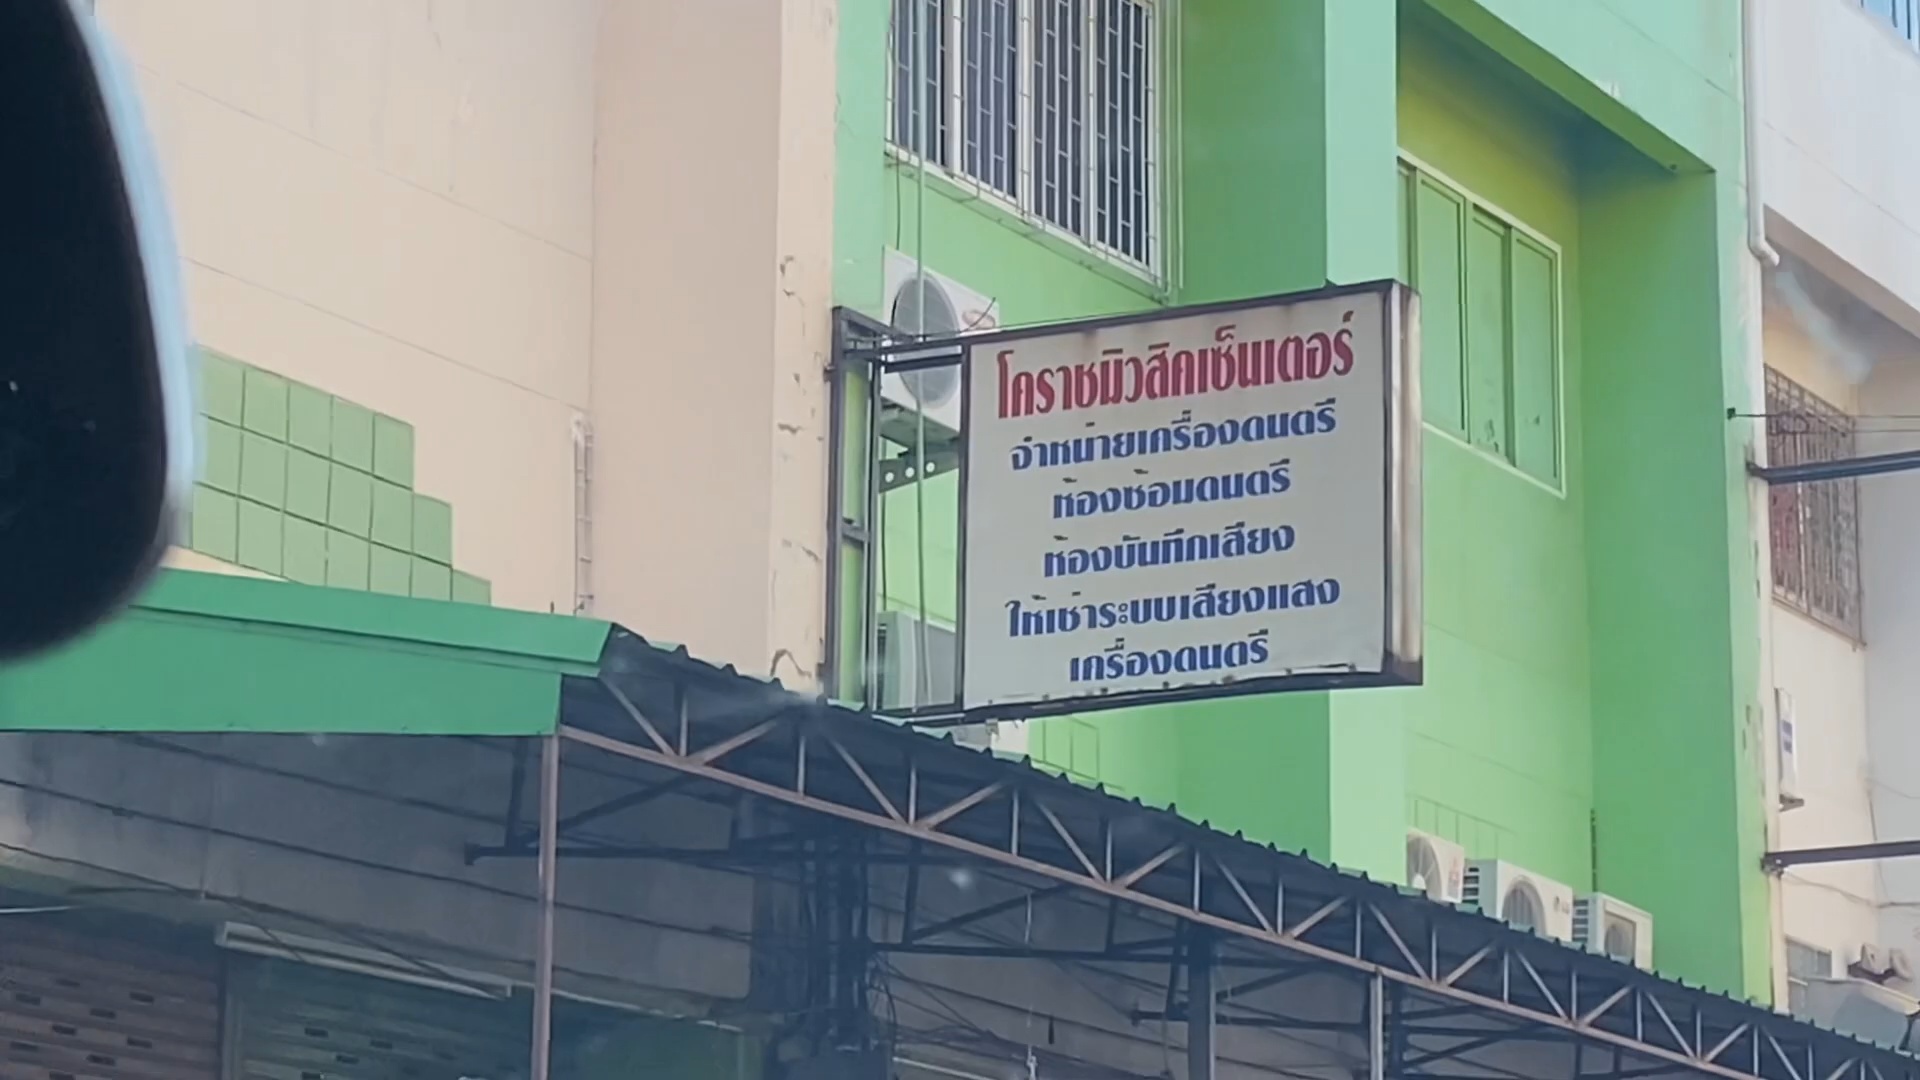 โคราชมิวสิคเซ็นเตอร์
จำหน่ายเครื่องดนตรี
ห้องซ้อมดนตรี
ห้องบันทึกเสียง
ให้เช่าระบบเสียงแสง
เครื่องดนตรี